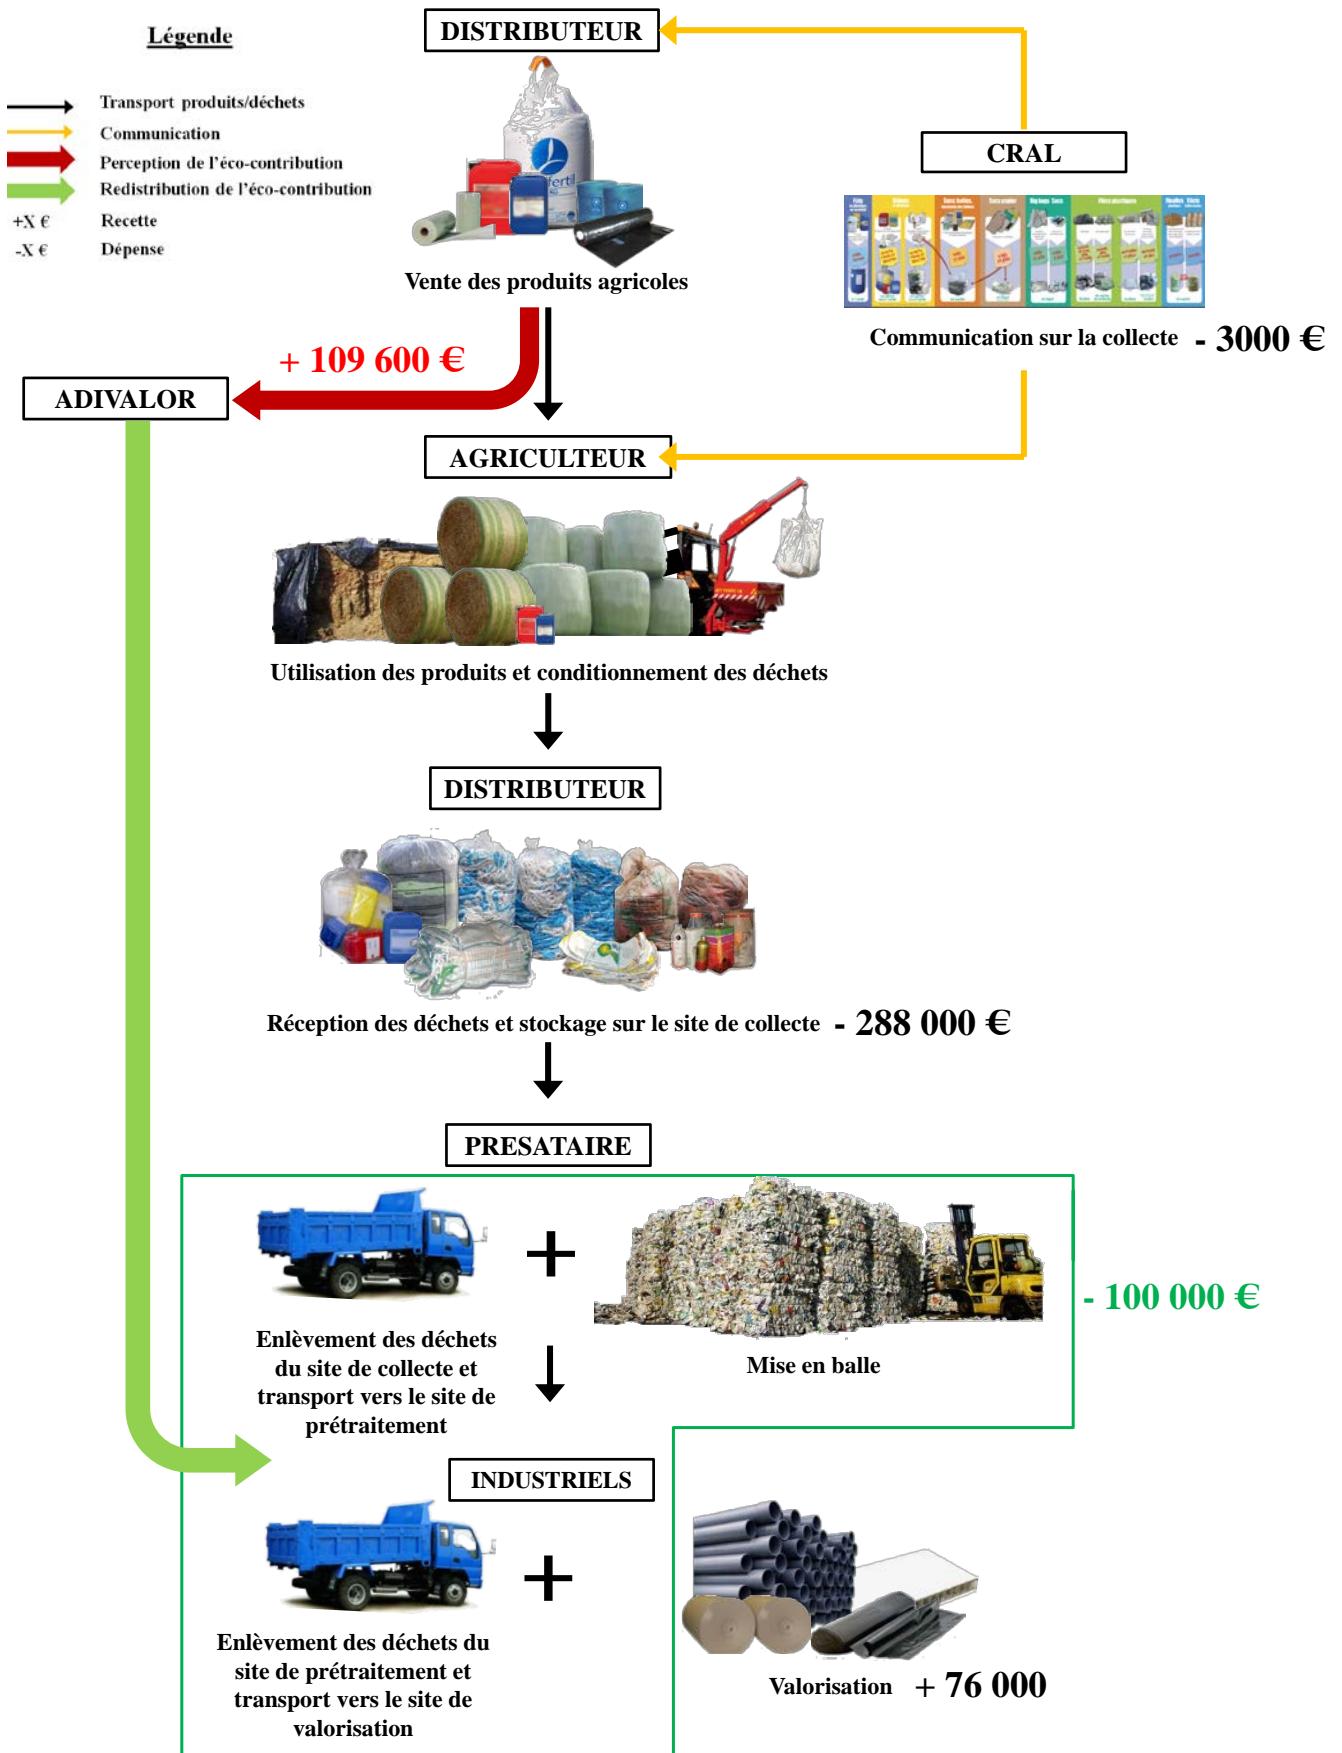 Légende
Transport produits/déchets
Communication
Perception de l'éco-contribution
Redistribution de l'éco-contribution
+X € Recette
-X € Dépense
DISTRIBUTEUR
fertil
Vente des produits agricoles
CRAL
Communication sur la collecte - 3000 €
+ 109 600 €
ADIVALOR
AGRICULTEUR
Utilisation des produits et conditionnement des déchets
DISTRIBUTEUR
Réception des déchets et stockage sur le site de collecte - 288 000 €
PRESATAIRE
- 100 000 €
Enlèvement des déchets
du site de collecte et
transport vers le site de
prétraitement
Mise en balle
INDUSTRIELS
Enlèvement des déchets du
site de prétraitement et
transport vers le site de
valorisation
Valorisation + 76 000